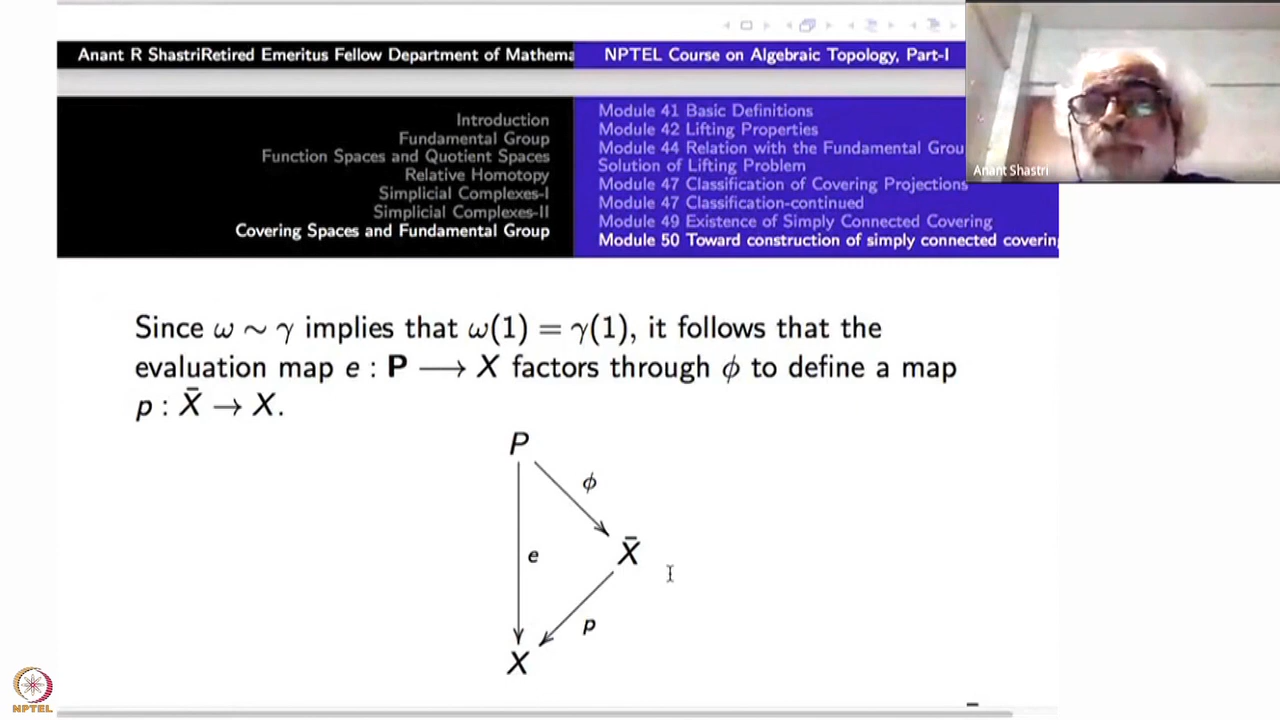 Anant R ShastriRetired Emeritus Fellow Department of Mathema
NPTEL Course on Algebraic Topology, Part-I
Introduction
Fundamental Group
Function Spaces and Quotient Spaces
Relative Homotopy
Simplicial Complexes-I
Simplicial Complexes-II
Covering Spaces and Fundamental Group
Module 41 Basic Definitions
Module 42 Lifting Properties
Module 44 Relation with the Fundamental Grou
Solution of Lifting Problem
Module 47 Classification of Covering Projections
Module 47 Classification-continued
Module 49 Existence of Simply Connected Covering
Module 50 Toward construction of simply connected coverin
Anant Shastri
Since ω ∼ γ implies that ω(1) = γ(1), it follows that the
evaluation map e : P ⟶ X factors through ϕ to define a map
p : X̄ → X.
P
ϕ
X̄
e
p
X
NPTEL